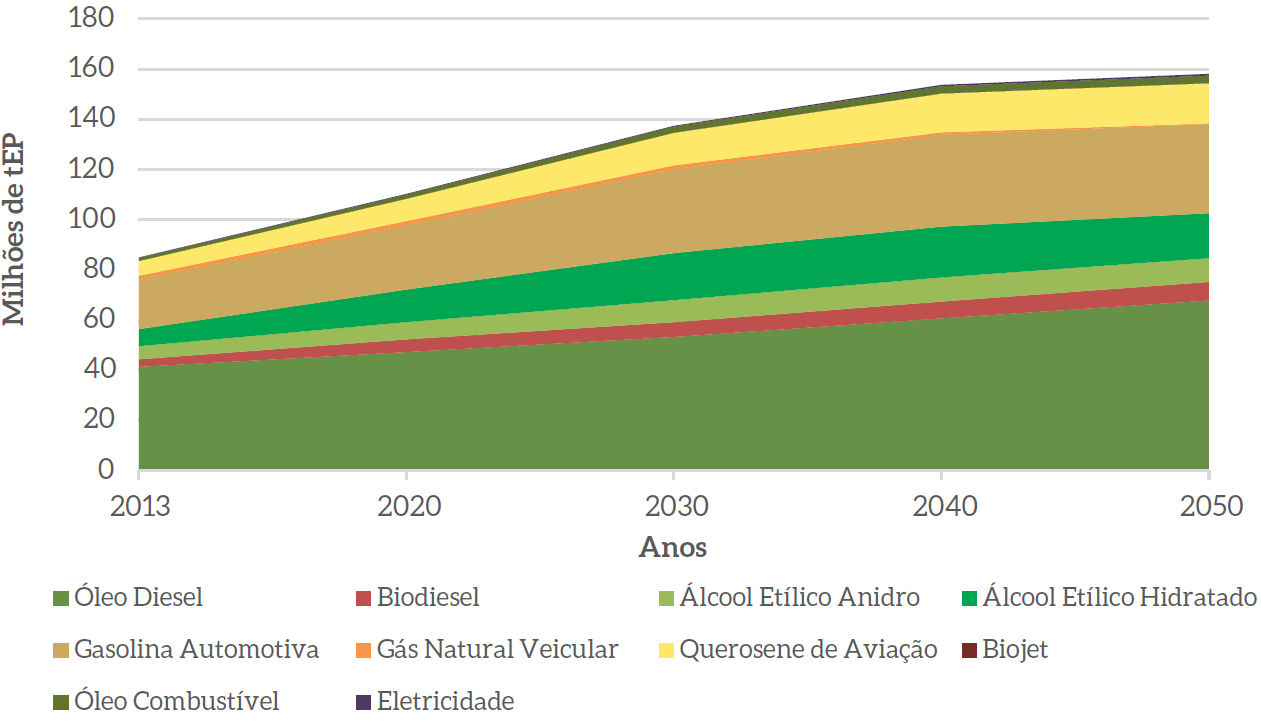 180
160
140
120
100
80
60
40
20
0
Milhões de tEP
2013 2020 2030 2040 2050
Anos
Óleo Diesel Biodiesel Álcool Etílico Anidro Álcool Etílico Hidratado
Gasolina Automotiva Gás Natural Veicular Querosene de Aviação Biojet
Óleo Combustível Eletricidade